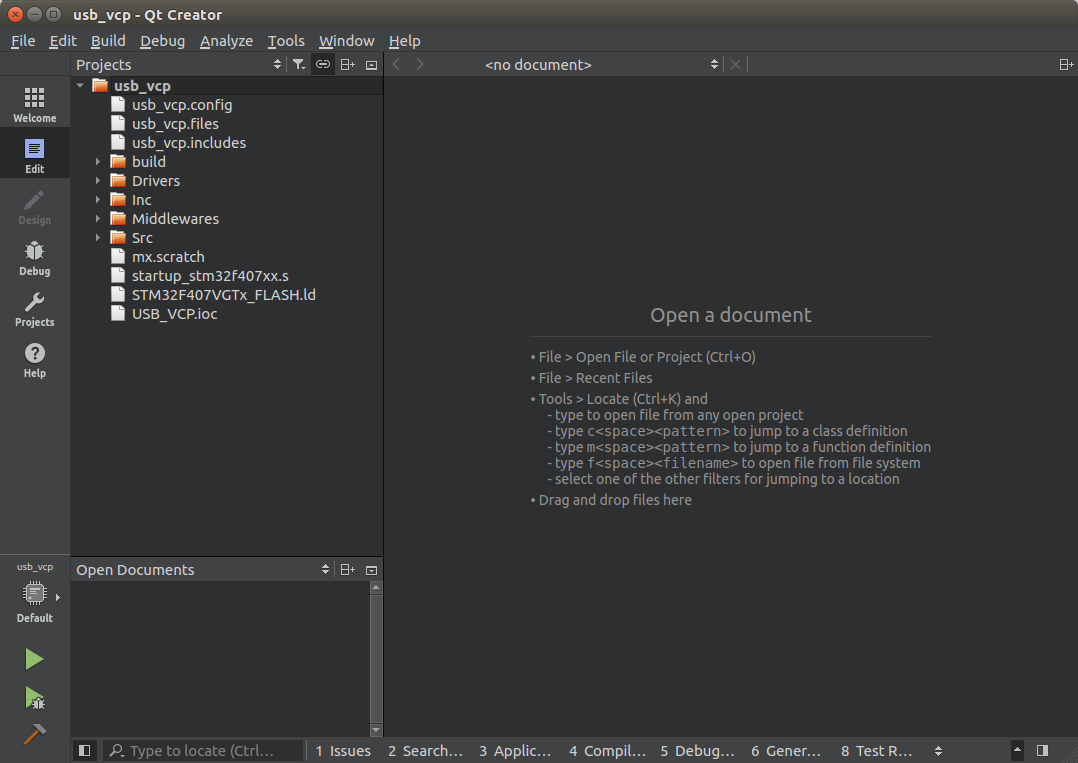 usb_vcp - Qt Creator
File Edit Build Debug Analyze Tools Window Help
Projects
<no document>
Welcome
Edit
Design
Debug
Projects
Help
usb_vcp
usb_vcp.config
usb_vcp.files
usb_vcp.includes
build
Drivers
Inc
Middlewares
Src
mx.scratch
startup_stm32f407xx.s
STM32F407VGTx_FLASH.ld
USB_VCP.ioc
Open a document
• File > Open File or Project (Ctrl+O)
• File > Recent Files
• Tools > Locate (Ctrl+K) and
- type to open file from any open project
- type c<space><pattern> to jump to a class definition
- type m<space><pattern> to jump to a function definition
- type f<space><filename> to open file from file system
- select one of the other filters for jumping to a location
• Drag and drop files here
usb_vcp
Default
Open Documents
Type to locate (Ctrl...
1 Issues 2 Search... 3 Applic... 4 Compil... 5 Debug... 6 Gener... 8 Test R...